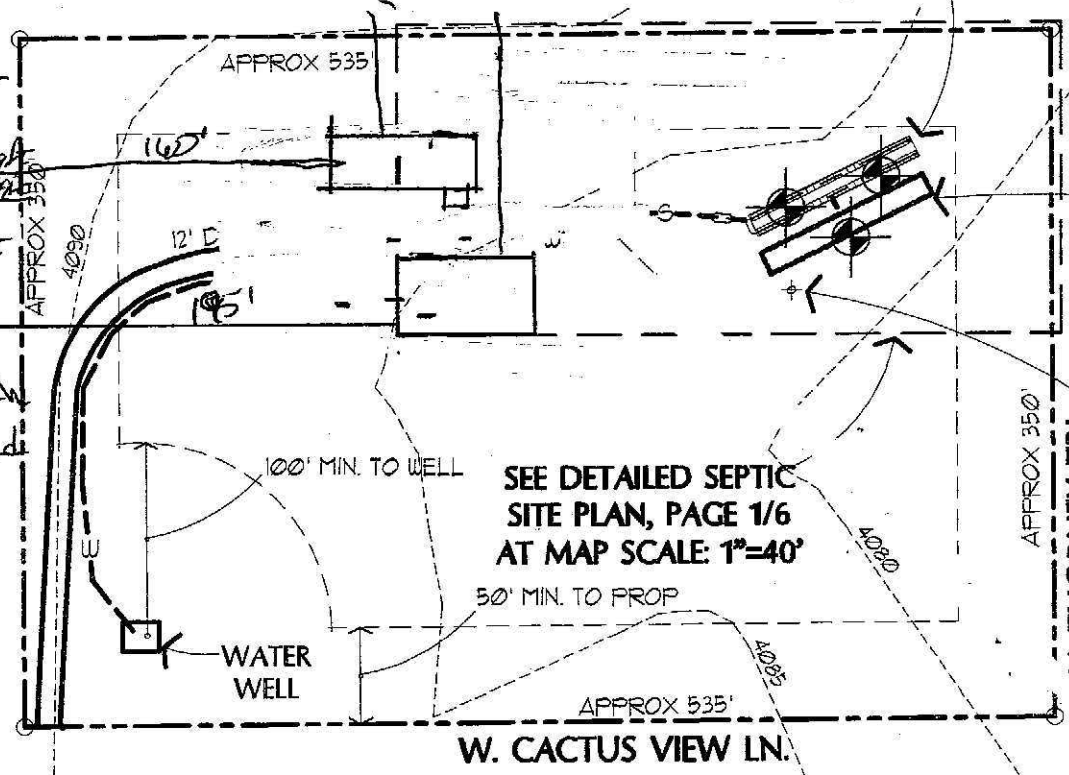 APPROX 535
160'
APPROX 350'
4090
12' D
195'
100' MIN. TO WELL
SEE DETAILED SEPTIC
SITE PLAN, PAGE 1/6
AT MAP SCALE: 1"=40'
APPROX 350'
4080
W
50' MIN. TO PROP
WATER
WELL
4085
APPROX 535'
W. CACTUS VIEW LN.